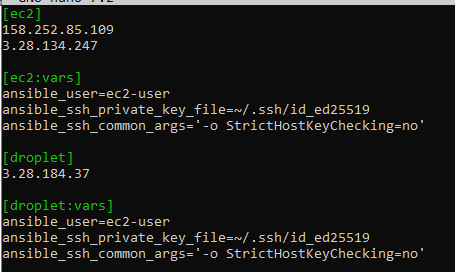 [ec2]
158.252.85.109
3.28.134.247
[ec2:vars]
ansible_user=ec2-user
ansible_ssh_private_key_file=~/.ssh/id_ed25519
ansible_ssh_common_args='-o StrictHostKeyChecking=no'
[droplet]
3.28.184.37
[droplet:vars]
ansible_user=ec2-user
ansible_ssh_private_key_file=~/.ssh/id_ed25519
ansible_ssh_common_args='-o StrictHostKeyChecking=no'